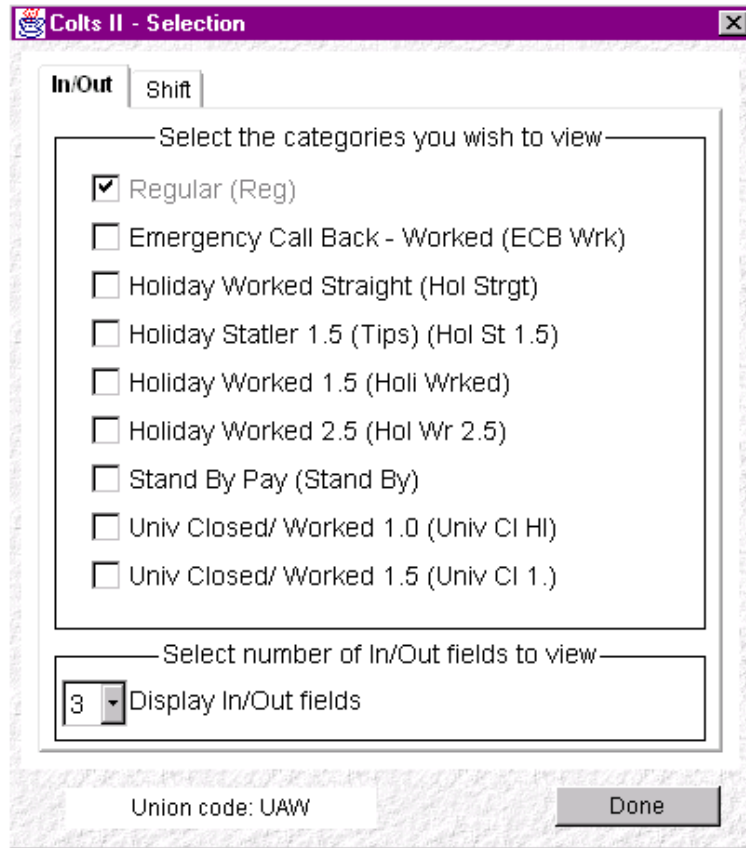 Colts II - Selection
In/Out Shift
Select the categories you wish to view
Regular (Reg)
Emergency Call Back - Worked (ECB Wrk)
Holiday Worked Straight (Hol Strgt)
Holiday Statler 1.5 (Tips) (Hol St 1.5)
Holiday Worked 1.5 (Holi Wrked)
Holiday Worked 2.5 (Hol Wr 2.5)
Stand By Pay (Stand By)
Univ Closed/ Worked 1.0 (Univ Cl Hl)
Univ Closed/ Worked 1.5 (Univ Cl 1.)
Select number of In/Out fields to view
3 Display In/Out fields
Union code: UAW Done